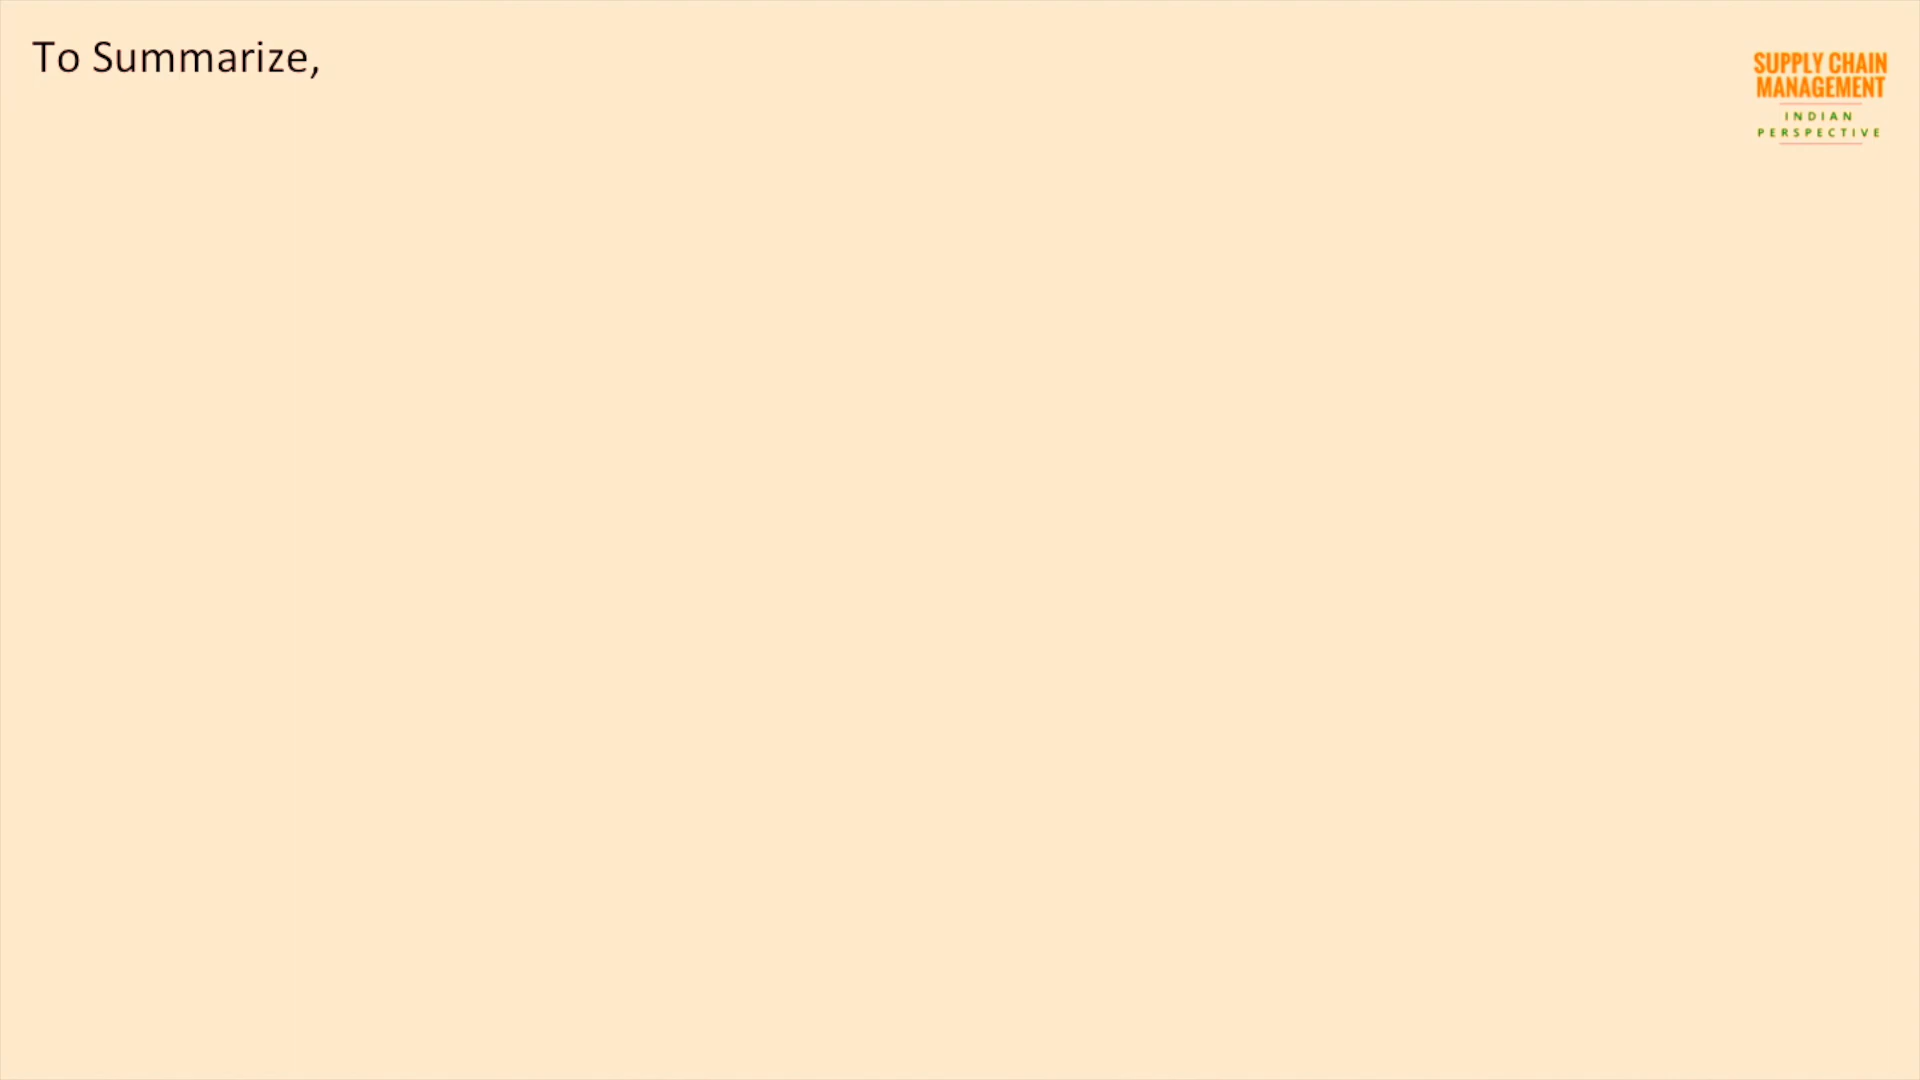 To Summarize,
SUPPLY CHAIN
MANAGEMENT
INDIAN
PERSPECTIVE